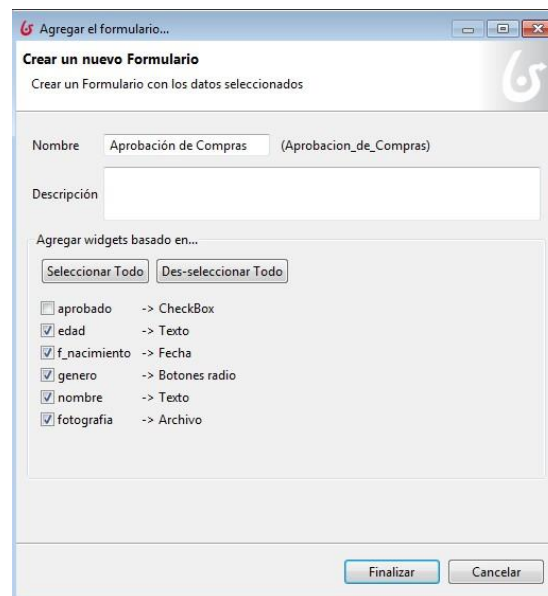 Agregar el formulario...
Crear un nuevo Formulario
Crear un Formulario con los datos seleccionados
Nombre Aprobación de Compras (Aprobacion_de_Compras)
Descripción
Agregar widgets basado en...
Seleccionar Todo Des-seleccionar Todo
aprobado -> CheckBox
edad -> Texto
f_nacimiento -> Fecha
genero -> Botones radio
nombre -> Texto
fotografia -> Archivo
Finalizar Cancelar